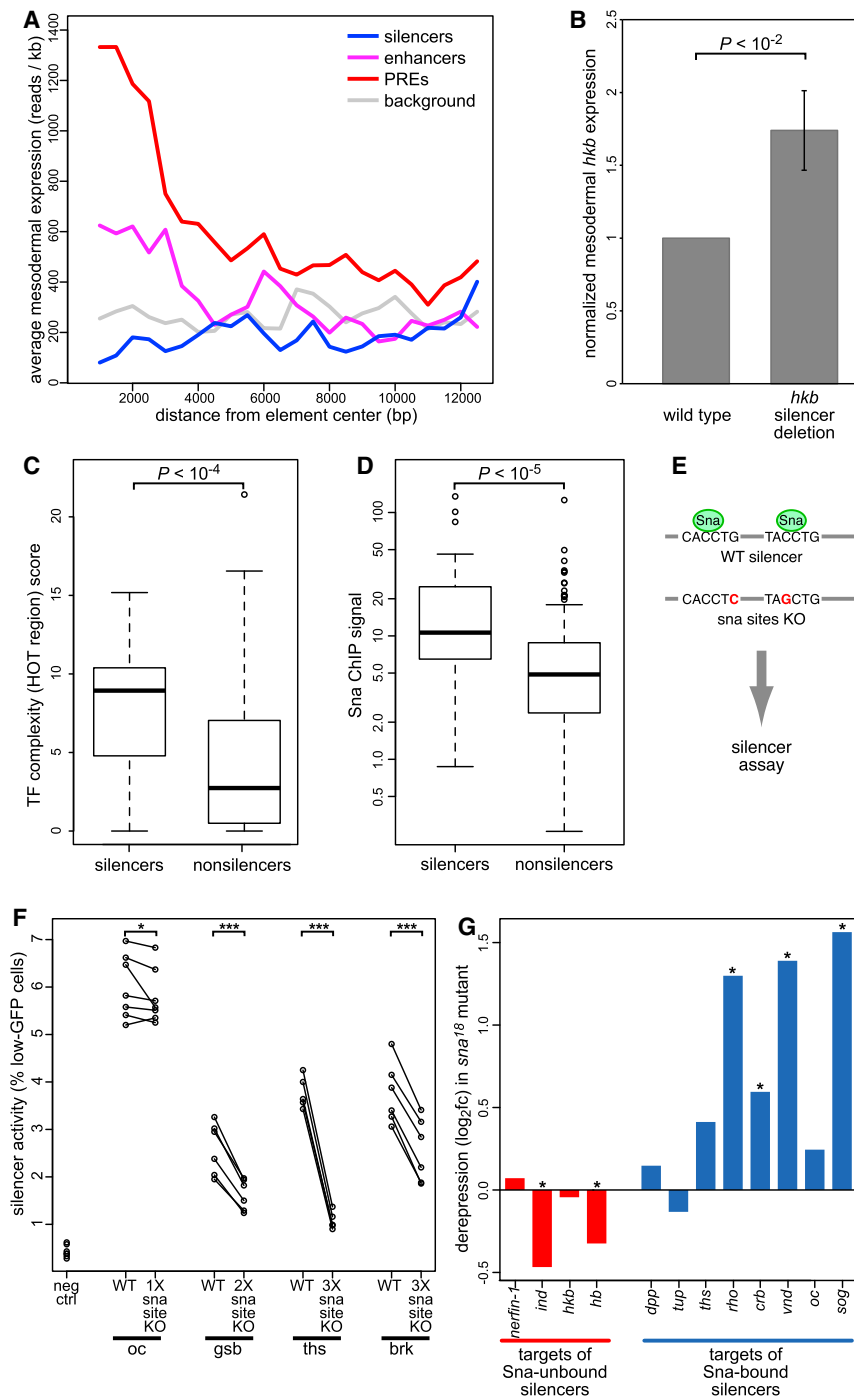 A
average mesodermal expression (reads / kb)
0 200 400 600 800 1000 1200 1400
silencers
enhancers
PREs
background
2000 4000 6000 8000 10000 12000
distance from element center (bp)
B
normalized mesodermal hkb expression
0 0.5 1 1.5 2 2.5
P < 10-2
wild type
hkb
silencer
deletion
C
TF complexity (HOT region) score
0 5 10 15 20
P < 10-4
silencers nonsilencers
D
Sna ChIP signal
0.5 1.0 2.0 5.0 10 20 50 100
P < 10-5
silencers nonsilencers
E
Sna Sna
CACCTG TACCTG
WT silencer
CACCTC TAGCTG
sna sites KO
silencer
assay
F
silencer activity (% low-GFP cells)
1 2 3 4 5 6 7
* *** *** ***
neg
ctrl
WT 1X
sna
site
KO
oc
WT 2X
sna
site
KO
gsb
WT 3X
sna
site
KO
ths
WT 3X
sna
site
KO
brk
G
derepression (log2fc) in sna18 mutant
-0.5 0.0 0.5 1.0 1.5
* * * * * *
nerfin-1 ind hkb hb dpp tup ths rho crb vnd oc sog
targets of
Sna-unbound
silencers
targets of
Sna-bound
silencers